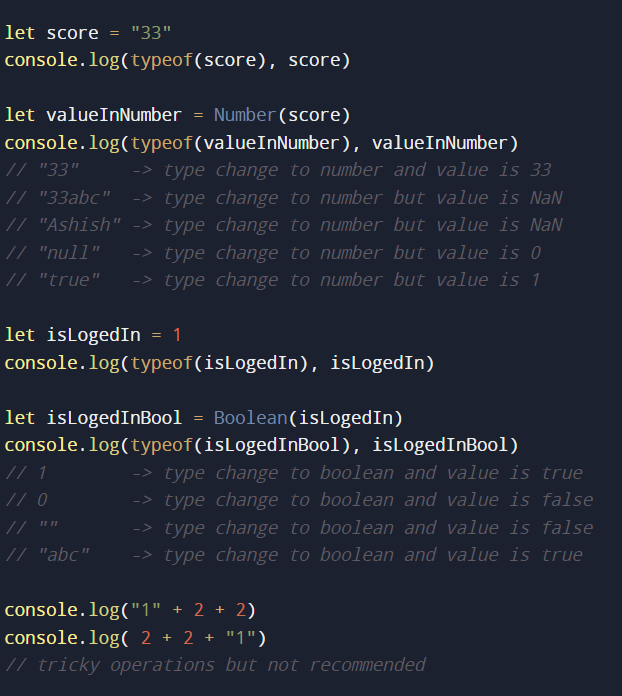 let score = "33"
console.log(typeof(score), score)
let valueInNumber = Number(score)
console.log(typeof(valueInNumber), valueInNumber)
// "33"     -> type change to number and value is 33
// "33abc"  -> type change to number but value is NaN
// "Ashish" -> type change to number but value is NaN
// "null"   -> type change to number but value is 0
// "true"   -> type change to number but value is 1
let isLogedIn = 1
console.log(typeof(isLogedIn), isLogedIn)
let isLogedInBool = Boolean(isLogedIn)
console.log(typeof(isLogedInBool), isLogedInBool)
// 1        -> type change to boolean and value is true
// 0        -> type change to boolean and value is false
// ""       -> type change to boolean and value is false
// "abc"    -> type change to boolean and value is true
console.log("1" + 2 + 2)
console.log( 2 + 2 + "1")
// tricky operations but not recommended